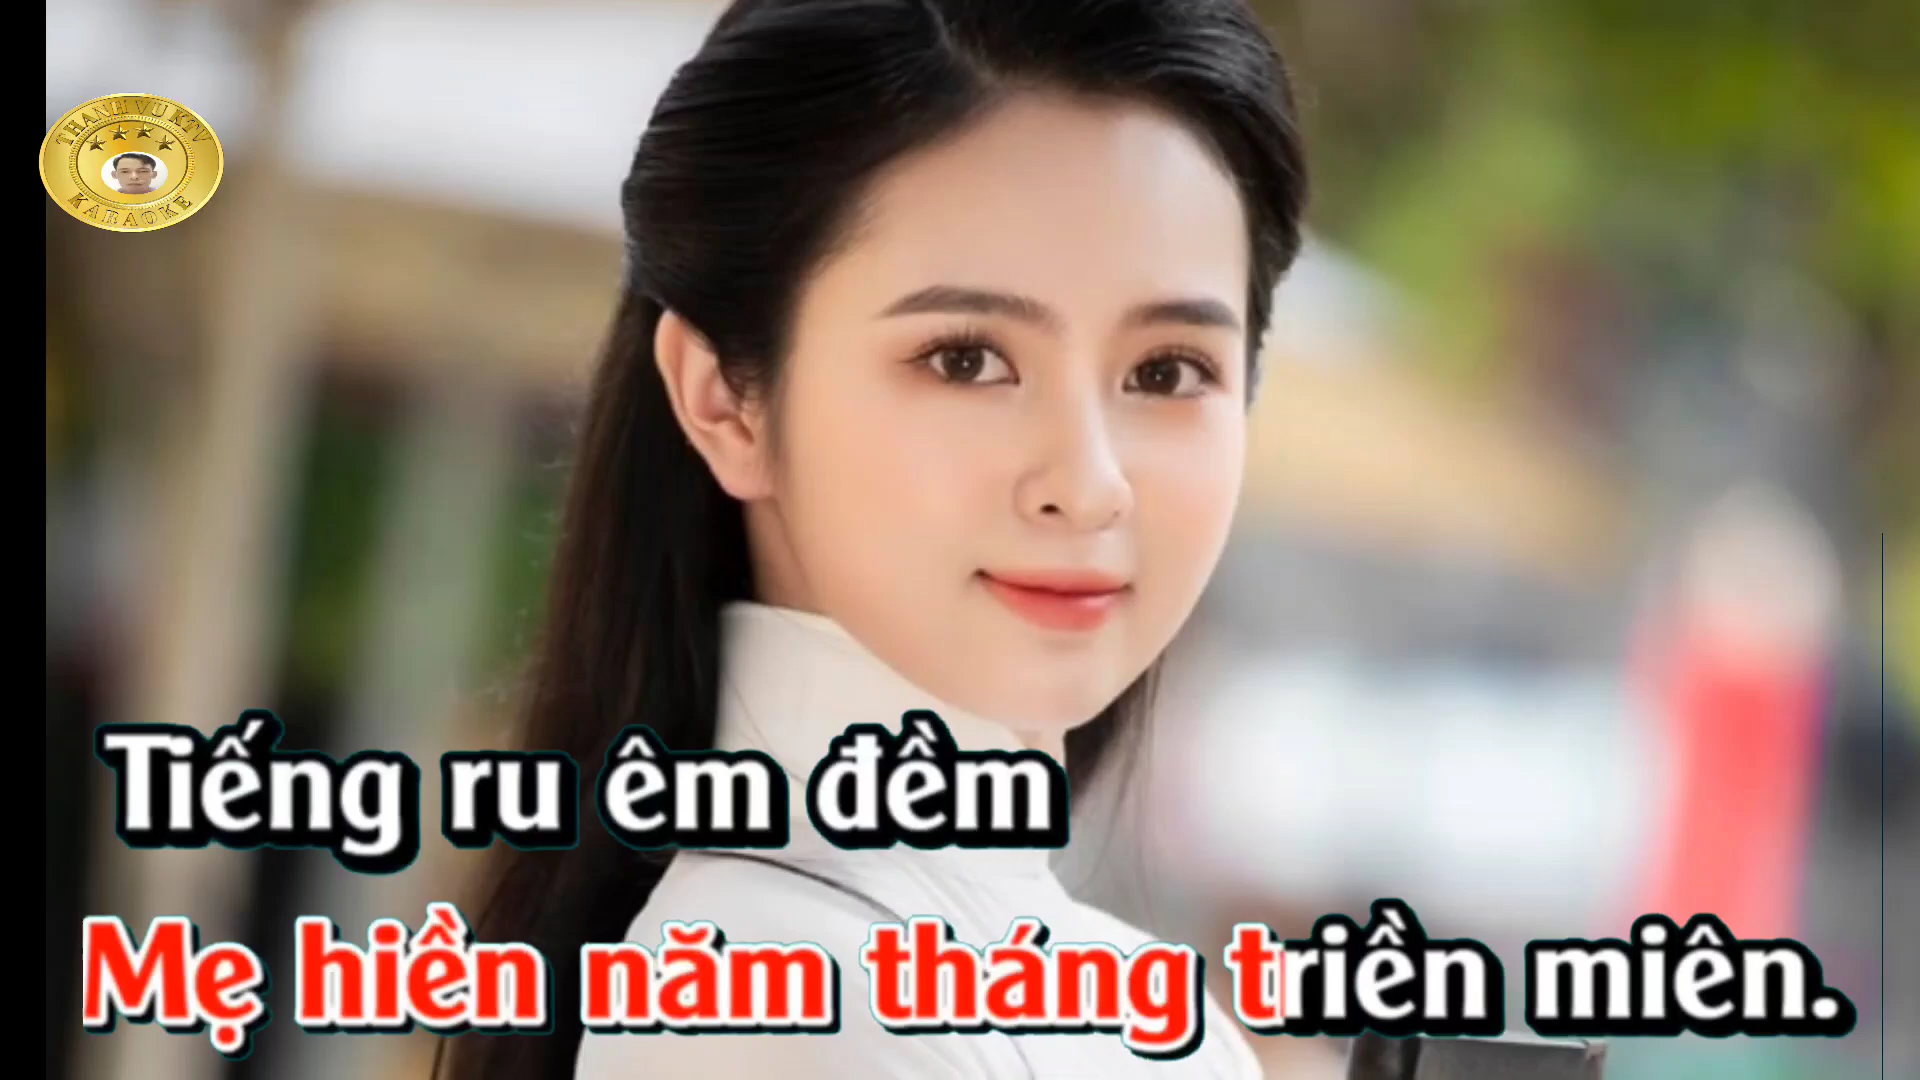 THANH VU KTV
KARAOKE
Tiếng ru êm đềm
Mẹ hiền năm tháng triền miên.